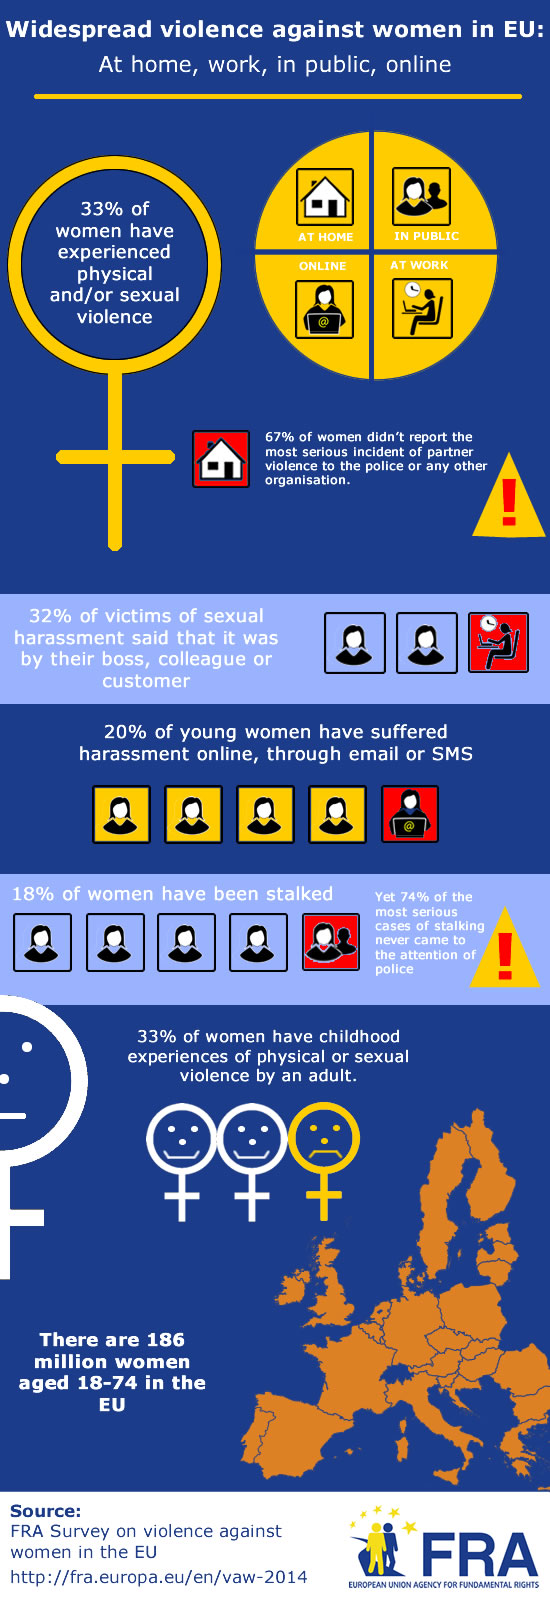 Widespread violence against women in EU:
At home, work, in public, online
33% of
women have
experienced
physical
and/or sexual
violence
AT HOME
IN PUBLIC
ONLINE
AT WORK
@
67% of women didn't report the
most serious incident of partner
violence to the police or any other
organisation.
!
32% of victims of sexual
harassment said that it was
by their boss, colleague or
customer
20% of young women have suffered
harassment online, through email or SMS
@
18% of women have been stalked
Yet 74% of the
most serious
cases of stalking
never came to
the attention of
police
!
33% of women have childhood
experiences of physical or sexual
violence by an adult.
There are 186
million women
aged 18-74 in the
EU
Source:
FRA Survey on violence against
women in the EU
http://fra.europa.eu/en/vaw-2014
FRA
EUROPEAN UNION AGENCY FOR FUNDAMENTAL RIGHTS